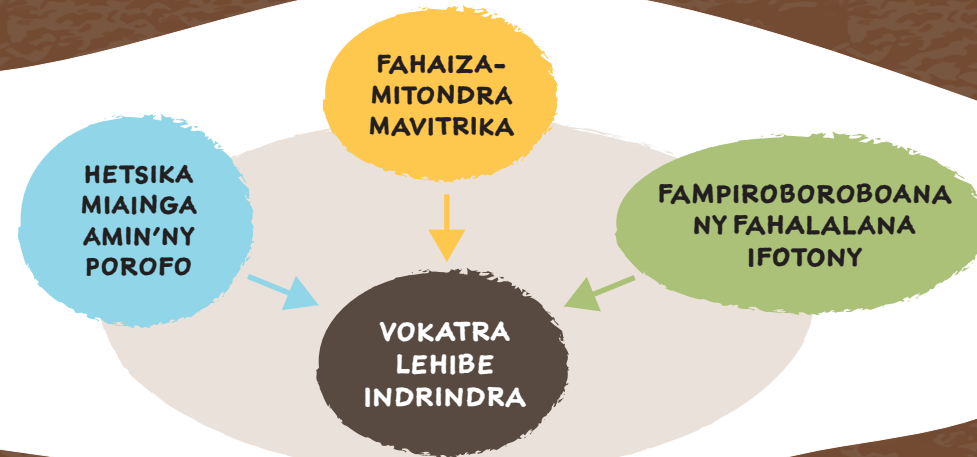 FAHAIZA-
MITONDRA
MAVITRIKA
HETSIKA
MIAINGA
AMIN'NY
POROFO
FAMPIROBOROBOANA
NY FAHALALANA
IFOTONY
VOKATRA
LEHIBE
INDRINDRA